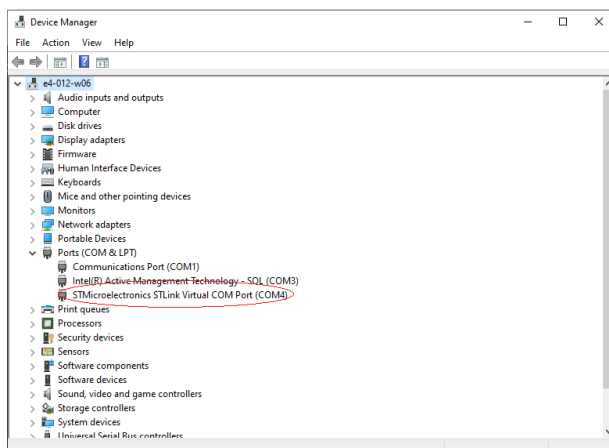 Device Manager
File Action View Help
e4-012-w06
Audio inputs and outputs
Computer
Disk drives
Display adapters
Firmware
Human Interface Devices
Keyboards
Mice and other pointing devices
Monitors
Network adapters
Portable Devices
Ports (COM & LPT)
Communications Port (COM1)
Intel(R) Active Management Technology - SOL (COM3)
STMicroelectronics STLink Virtual COM Port (COM4)
Print queues
Processors
Security devices
Sensors
Software components
Software devices
Sound, video and game controllers
Storage controllers
System devices
Universal Serial Bus controllers